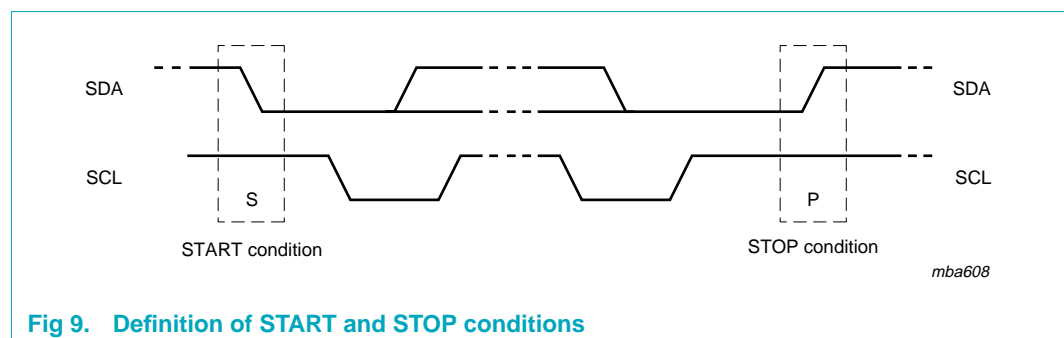 SDA
SDA
SCL
SCL
S
P
START condition
STOP condition
mba608
Fig 9. Definition of START and STOP conditions